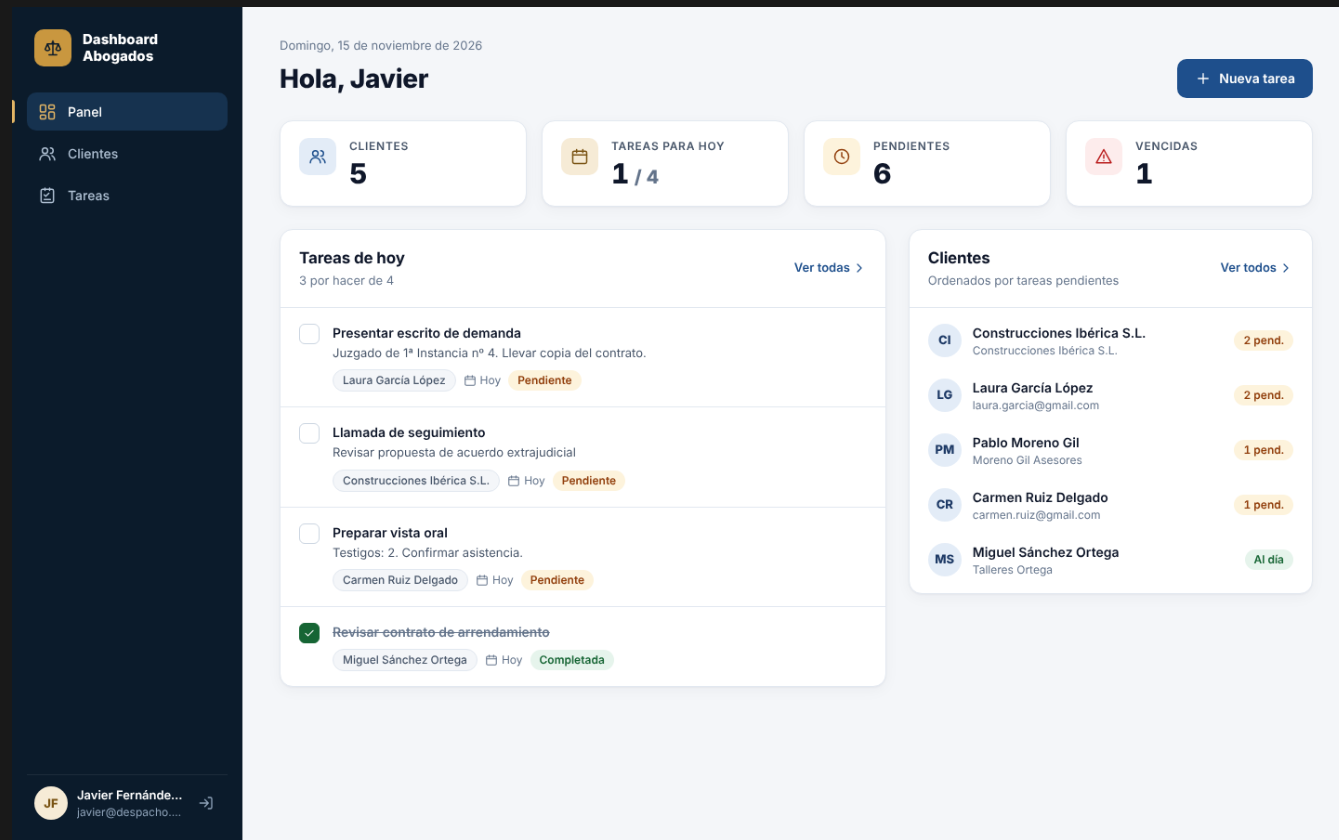 Dashboard
Abogados
Panel
Clientes
Tareas
Javier Fernánde...
javier@despacho....
JF
Domingo, 15 de noviembre de 2026
Hola, Javier
Nueva tarea
CLIENTES
5
TAREAS PARA HOY
1 / 4
PENDIENTES
6
VENCIDAS
1
Tareas de hoy
3 por hacer de 4
Ver todas
Presentar escrito de demanda
Juzgado de 1ª Instancia nº 4. Llevar copia del contrato.
Laura García López Hoy Pendiente
Llamada de seguimiento
Revisar propuesta de acuerdo extrajudicial
Construcciones Ibérica S.L. Hoy Pendiente
Preparar vista oral
Testigos: 2. Confirmar asistencia.
Carmen Ruiz Delgado Hoy Pendiente
Revisar contrato de arrendamiento
Miguel Sánchez Ortega Hoy Completada
Clientes
Ordenados por tareas pendientes
Ver todos
CI Construcciones Ibérica S.L. 2 pend.
Construcciones Ibérica S.L.
LG Laura García López 2 pend.
laura.garcia@gmail.com
PM Pablo Moreno Gil 1 pend.
Moreno Gil Asesores
CR Carmen Ruiz Delgado 1 pend.
carmen.ruiz@gmail.com
MS Miguel Sánchez Ortega Al día
Talleres Ortega